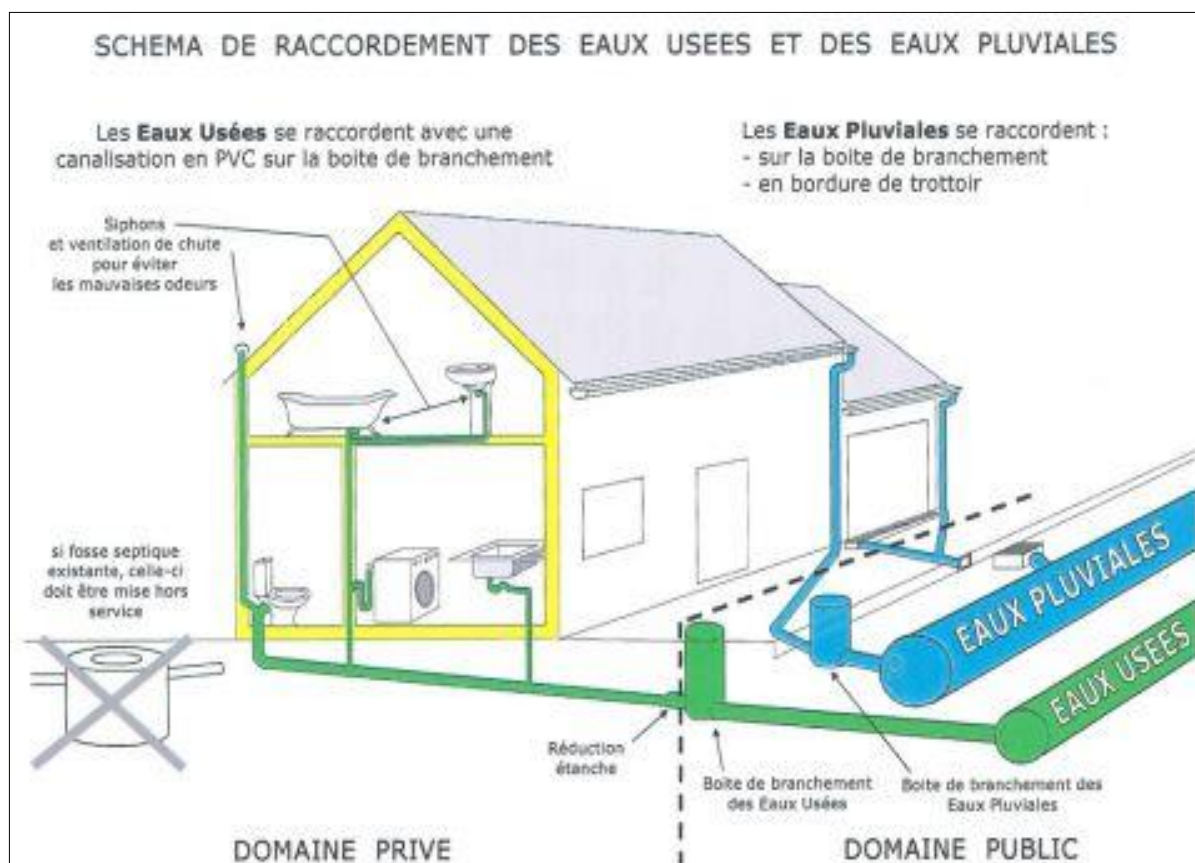 SCHEMA DE RACCORDEMENT DES EAUX USEES ET DES EAUX PLUVIALES
Les Eaux Usées se raccordent avec une
canalisation en PVC sur la boite de branchement
Les Eaux Pluviales se raccordent :
- sur la boite de branchement
- en bordure de trottoir
Siphons
et ventilation de chute
pour éviter
les mauvaises odeurs
si fosse septique
existante, celle-ci
doit être mise hors
service
EAUX PLUVIALES
EAUX USEES
Réduction
étanche
Boite de branchement
des Eaux Usées
Boite de branchement des
Eaux Pluviales
DOMAINE PRIVE
DOMAINE PUBLIC